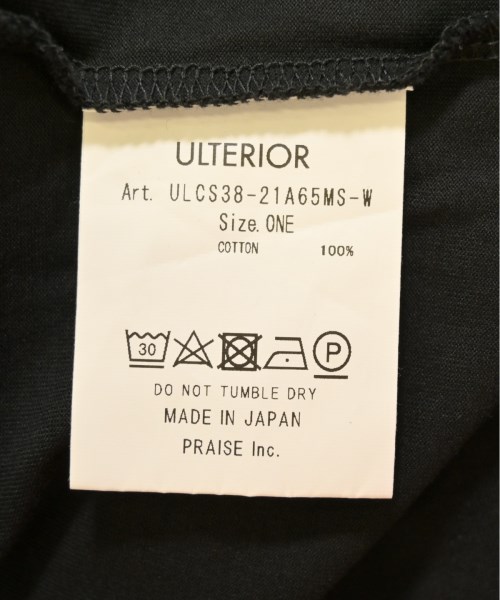 ULTERIOR
Art. ULCS38-21A65MS-W
Size. ONE
COTTON 100%
30 P
DO NOT TUMBLE DRY
MADE IN JAPAN
PRAISE Inc.